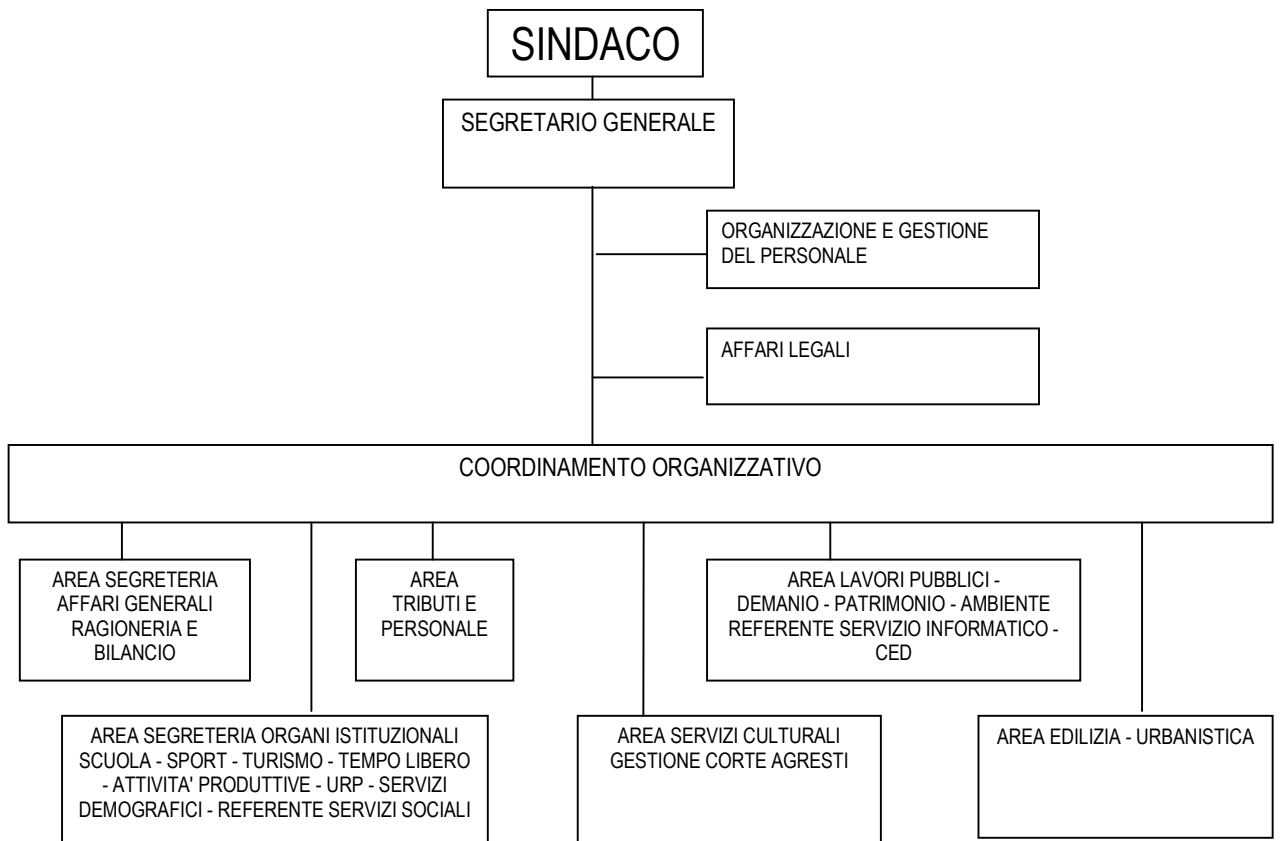 SINDACO
SEGRETARIO GENERALE
ORGANIZZAZIONE E GESTIONE
DEL PERSONALE
AFFARI LEGALI
COORDINAMENTO ORGANIZZATIVO
AREA SEGRETERIA
AFFARI GENERALI
RAGIONERIA E
BILANCIO
AREA
TRIBUTI E
PERSONALE
AREA LAVORI PUBBLICI -
DEMANIO - PATRIMONIO - AMBIENTE
REFERENTE SERVIZIO INFORMATICO -
CED
AREA SEGRETERIA ORGANI ISTITUZIONALI
SCUOLA - SPORT - TURISMO - TEMPO LIBERO
- ATTIVITA' PRODUTTIVE - URP - SERVIZI
DEMOGRAFICI - REFERENTE SERVIZI SOCIALI
AREA SERVIZI CULTURALI
GESTIONE CORTE AGRESTI
AREA EDILIZIA - URBANISTICA